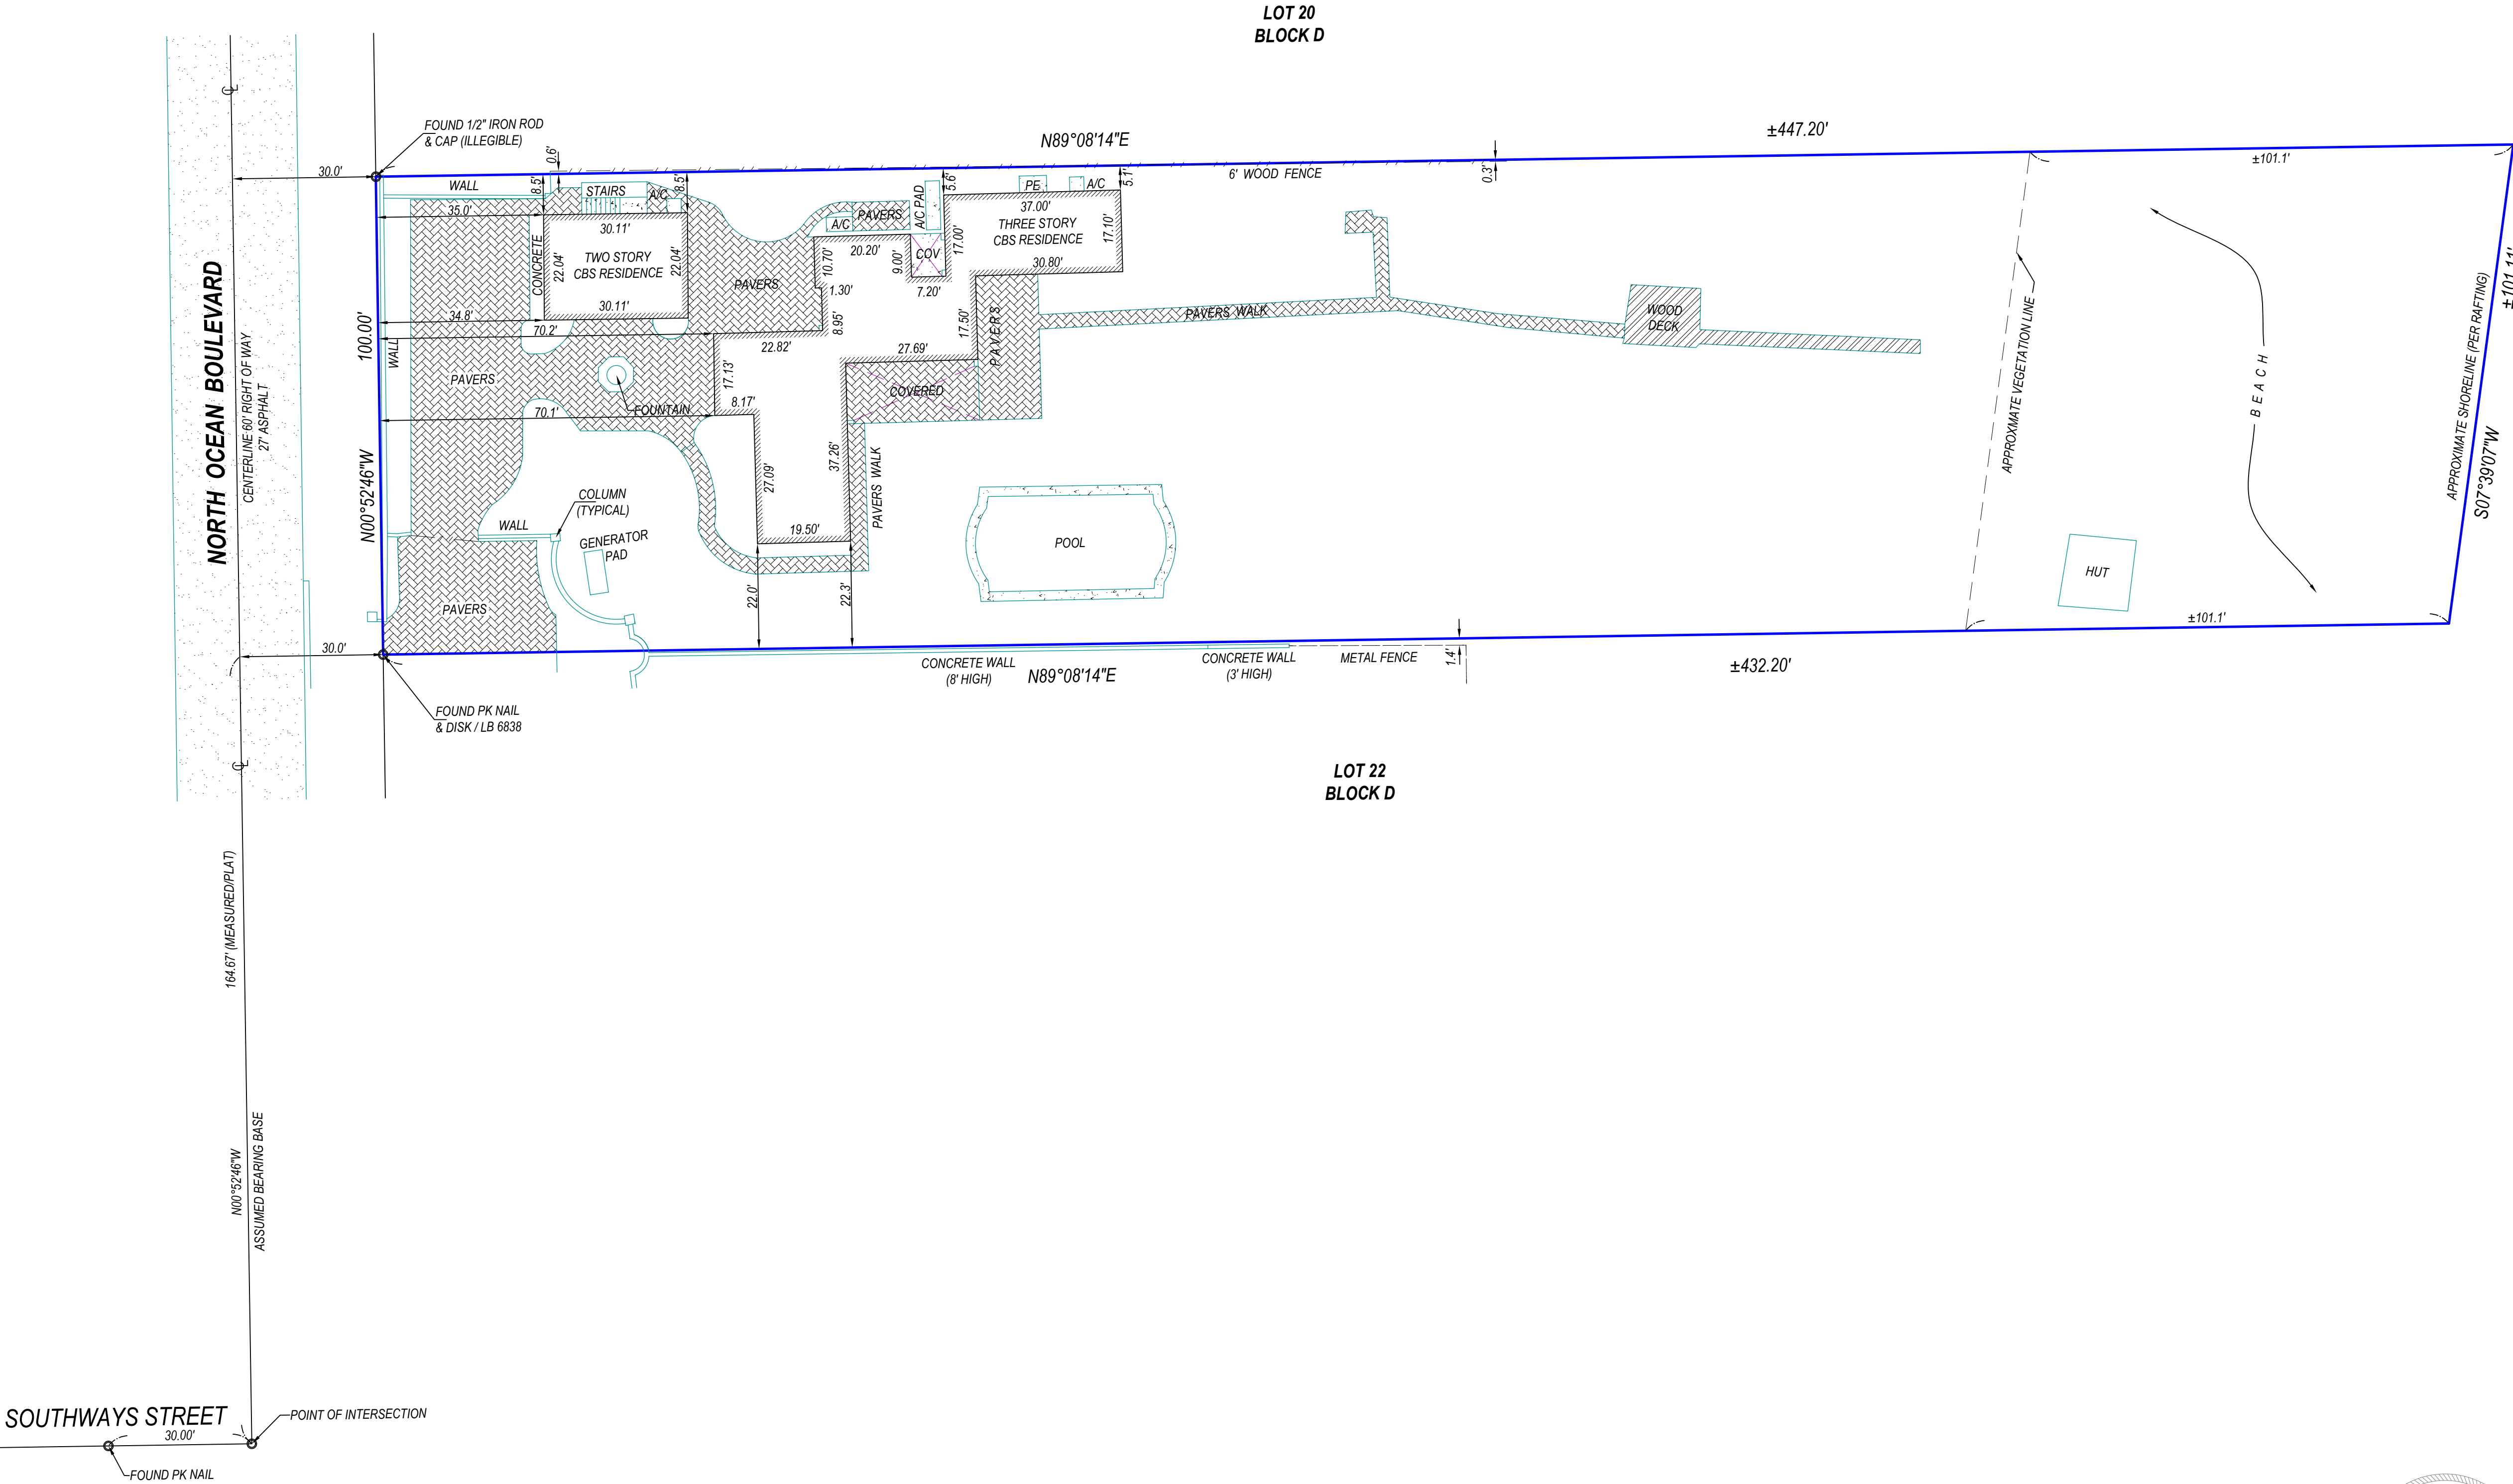 LOT 20
BLOCK D
FOUND 1/2" IRON ROD
& CAP (ILLEGIBLE)
N89°08'14"E
±447.20'
±101.1'
30.0'
0.6'
8.5'
WALL
STAIRS
A/C
8.5'
A/C PAD
5.6'
PE
A/C
5.1'
6' WOOD FENCE
0.3'
35.0'
30.11'
A/C
PAVERS
37.00'
THREE STORY
CBS RESIDENCE
17.00'
17.10'
CONCRETE
22.04'
TWO STORY
CBS RESIDENCE
22.04'
10.70'
20.20'
9.00'
COV
30.80'
PAVERS
1.30'
7.20'
30.11'
34.8'
70.2'
8.95'
22.82'
17.50'
PAVERS
PAVERS WALK
WOOD
DECK
APPROXMATE VEGETATION LINE
BEACH
APPROXIMATE SHORELINE (PER RAFTING)
±101.11'
S07°39'07"W
NORTH OCEAN BOULEVARD
CENTERLINE 60' RIGHT OF WAY
27' ASPHALT
100.00'
N00°52'46"W
WALL
PAVERS
FOUNTAIN
17.13'
27.69'
COVERED
70.1'
8.17'
37.26'
27.09'
PAVERS WALK
COLUMN
(TYPICAL)
WALL
GENERATOR
PAD
19.50'
POOL
HUT
PAVERS
22.0'
22.3'
30.0'
±101.1'
CONCRETE WALL
(8' HIGH)
N89°08'14"E
CONCRETE WALL
(3' HIGH)
METAL FENCE
1.4'
±432.20'
FOUND PK NAIL
& DISK / LB 6838
LOT 22
BLOCK D
164.67' (MEASURED/PLAT)
N00°52'46"W
ASSUMED BEARING BASE
SOUTHWAYS STREET
30.00'
POINT OF INTERSECTION
FOUND PK NAIL